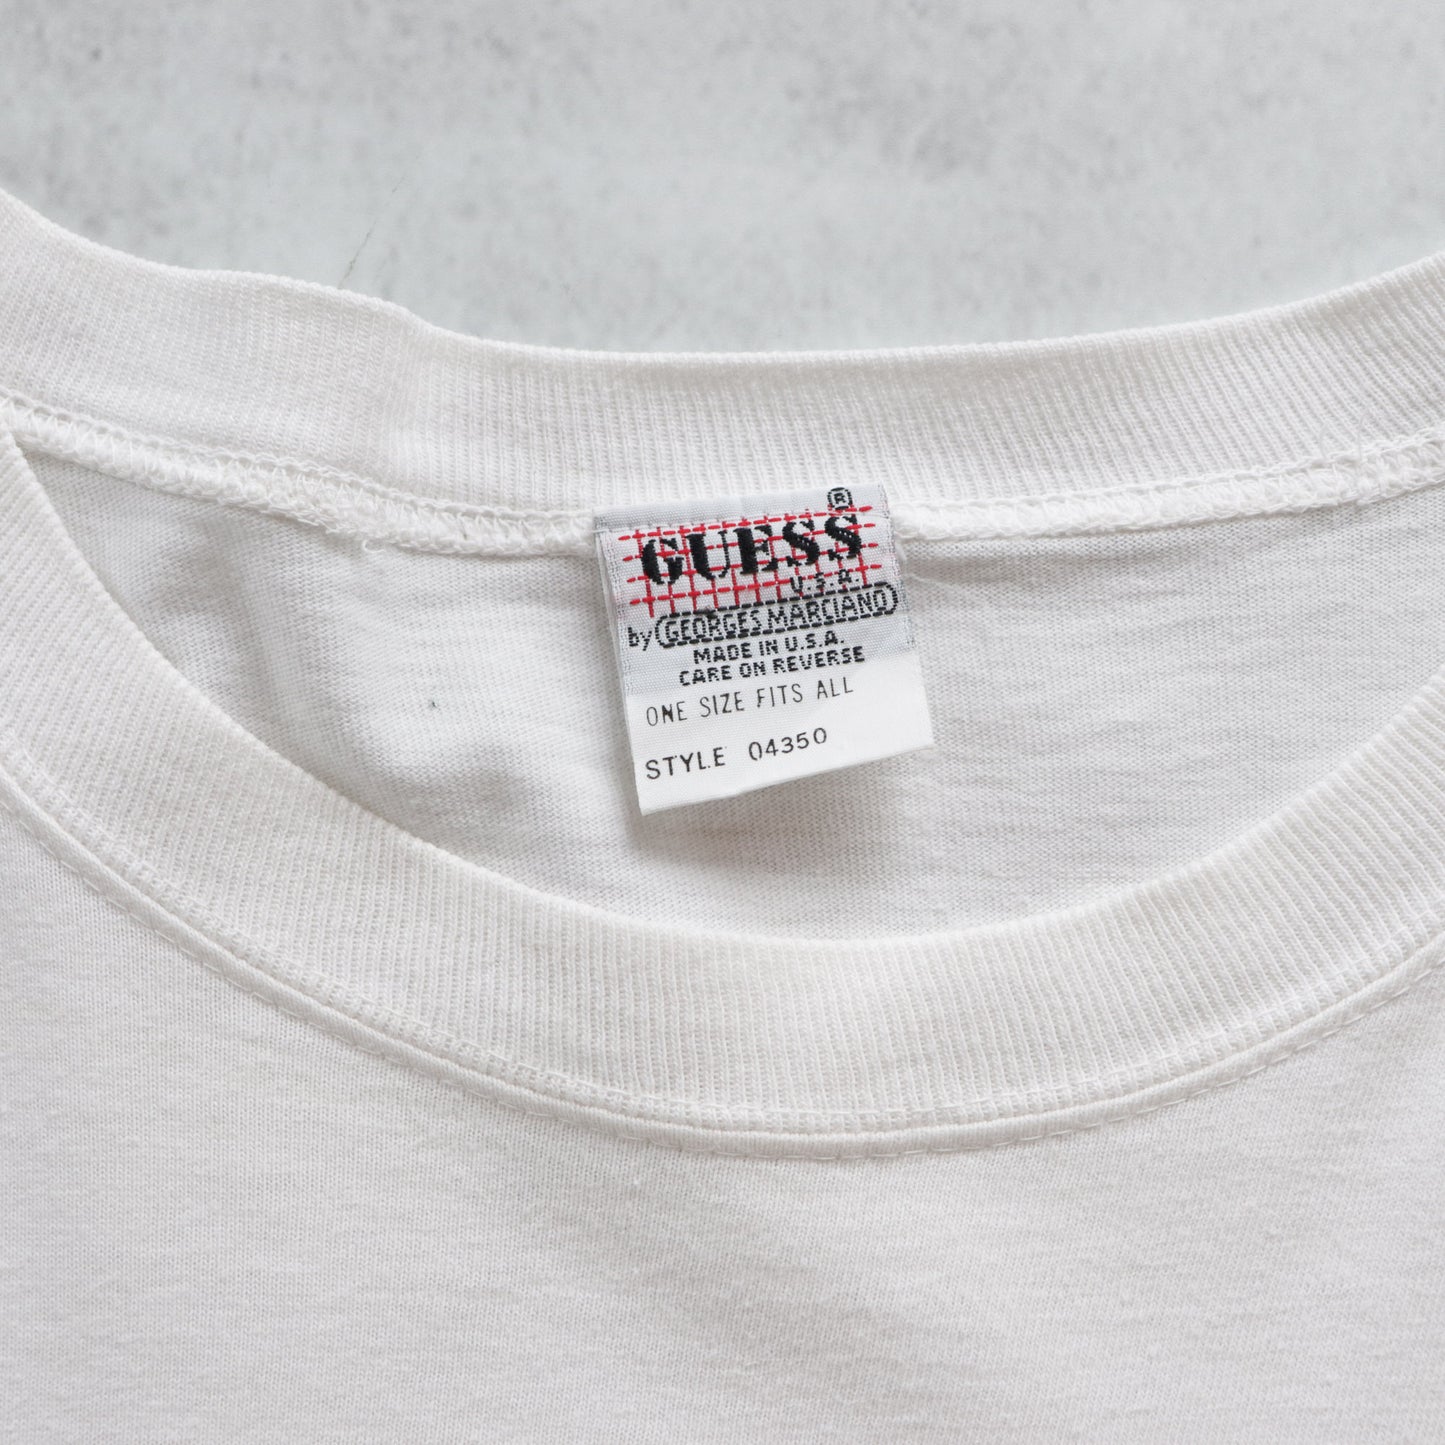 ®
GUESS
U.S.A.
by GEORGES MARCIANO
MADE IN U.S.A.
CARE ON REVERSE
ONE SIZE FITS ALL
STYLE 04350